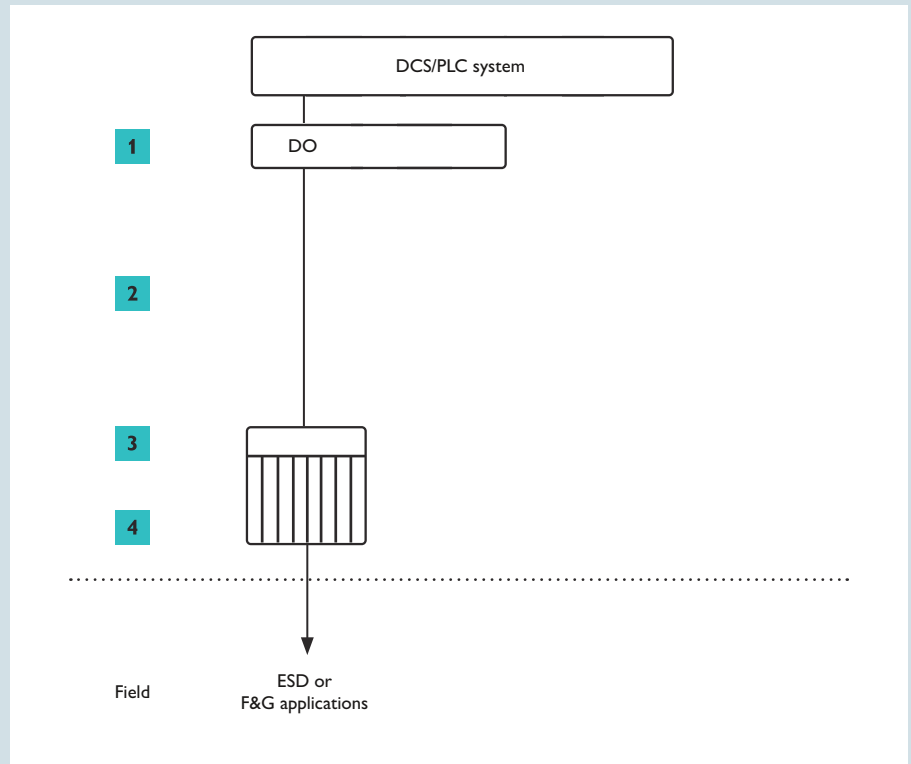 DCS/PLC system
1
DO
2
3
4
Field
ESD or
F&G applications